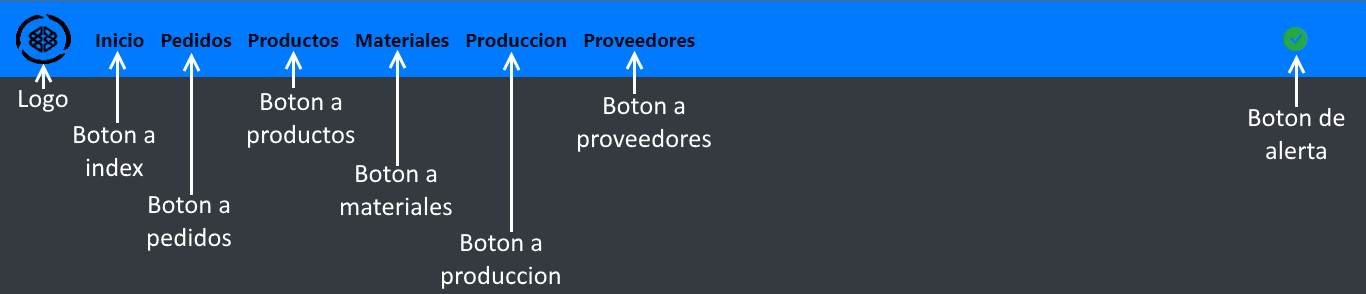 Inicio Pedidos Productos Materiales Produccion Proveedores
Logo
Boton a
index
Boton a
pedidos
Boton a
productos
Boton a
materiales
Boton a
produccion
Boton a
proveedores
Boton de
alerta